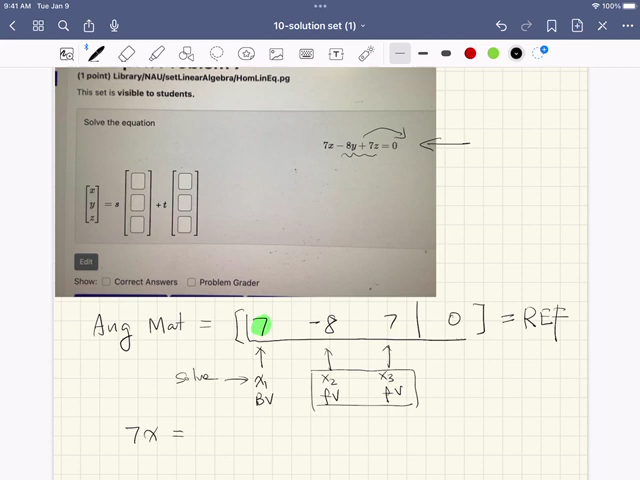 9:41 AM Tue Jan 9
100%
10-solution set (1)
(1 point) Library/NAU/setLinearAlgebra/HomLinEq.pg
This set is visible to students.
Solve the equation
7x − 8y + 7z = 0
[x y z] = s [ ] + t [ ]
Edit
Show: Correct Answers Problem Grader
Aug Mat = [ 7 -8 7 | 0 ] = REF
solve → x₁ x₂ x₃
BV fV fV
7x =